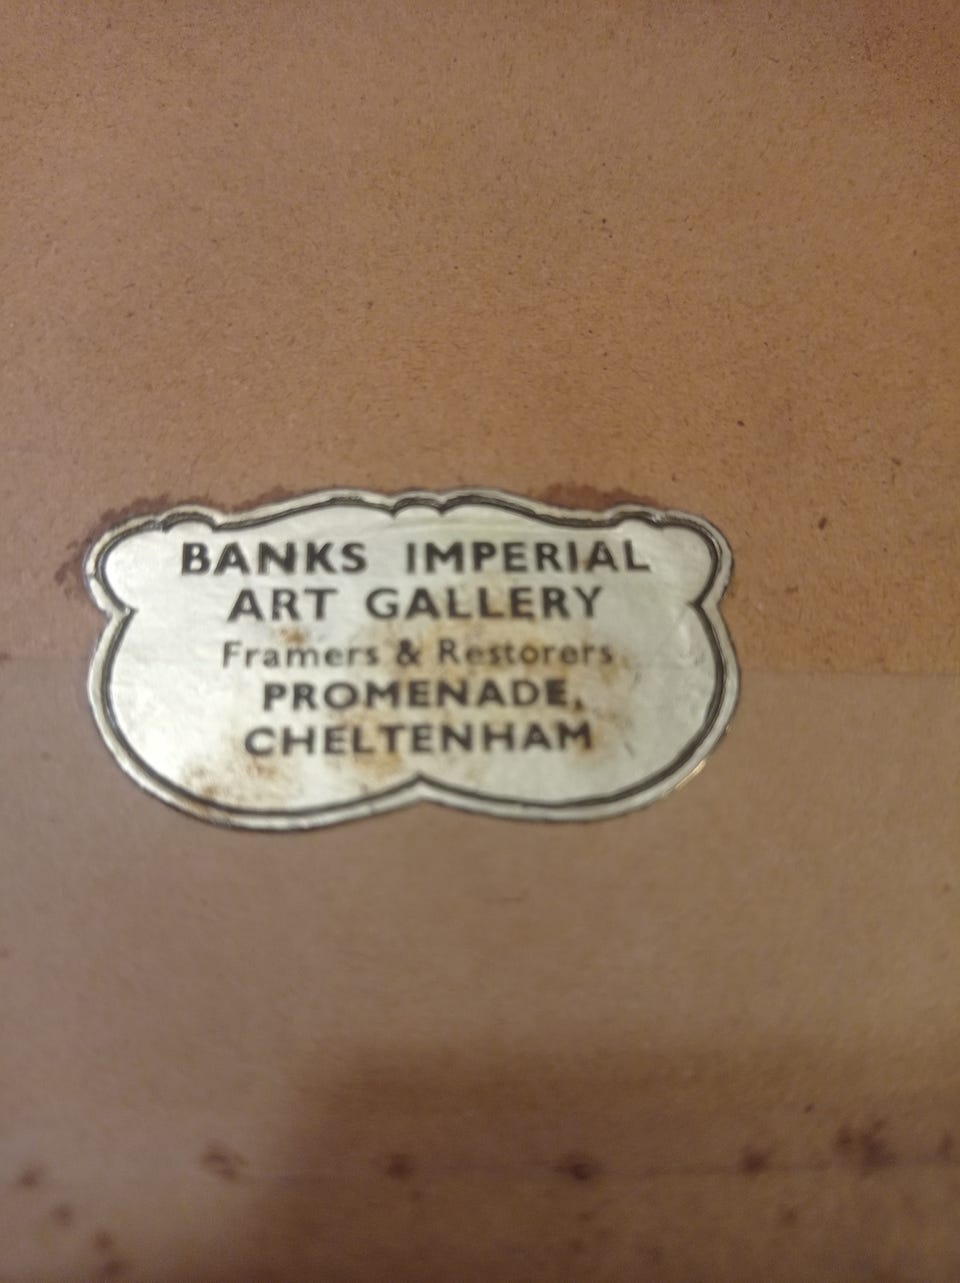 BANKS IMPERIAL
ART GALLERY
Framers & Restorers
PROMENADE,
CHELTENHAM